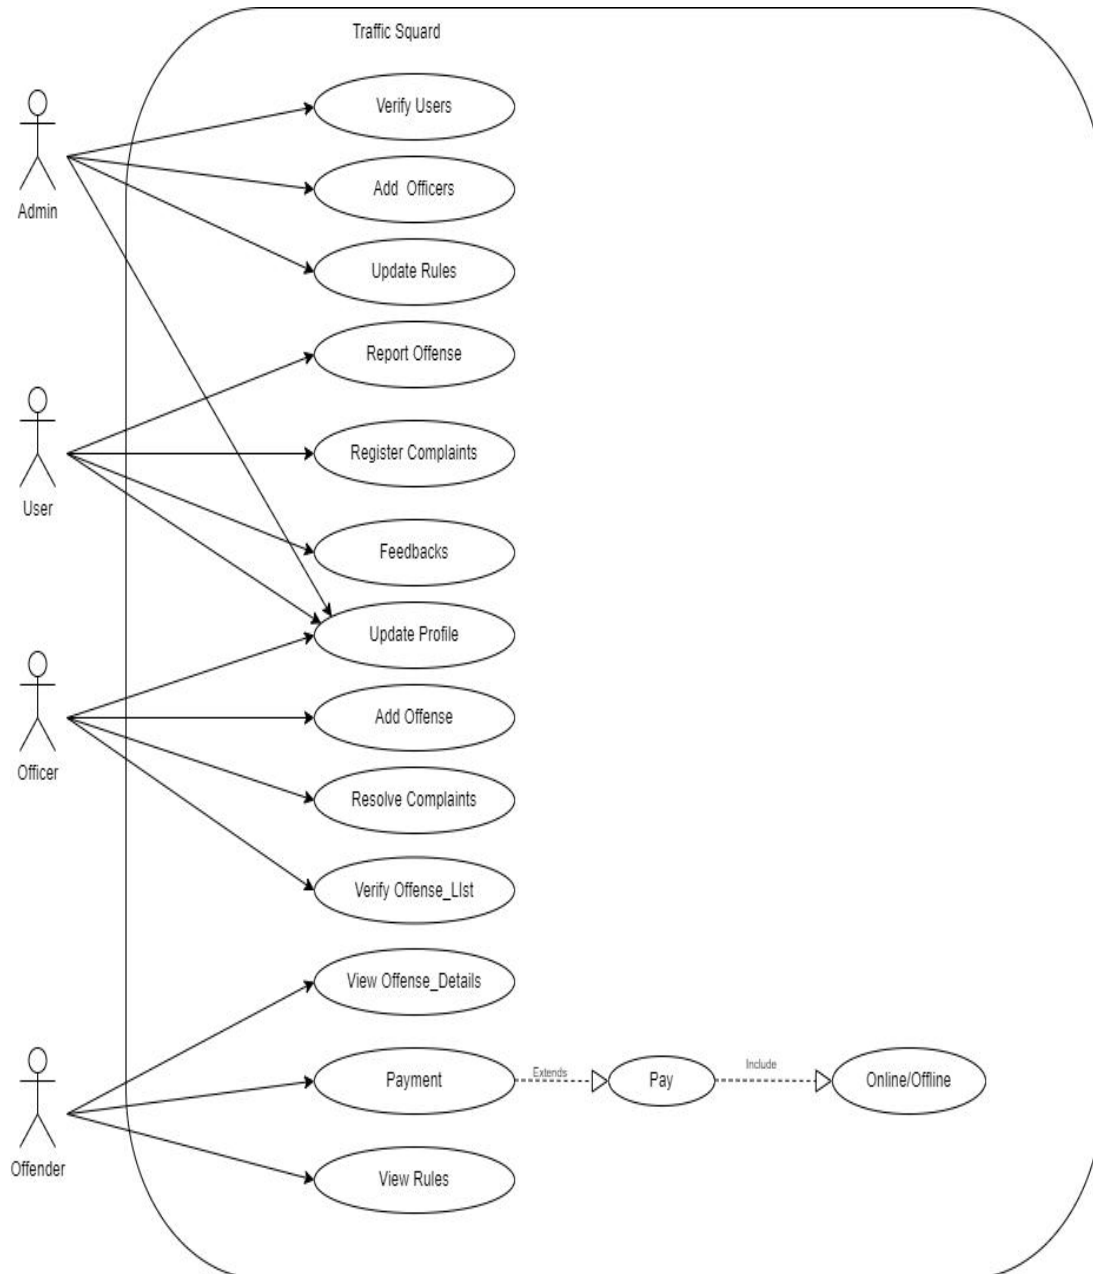 Traffic Squard
Verify Users
Admin
Add Officers
Update Rules
Report Offense
User
Register Complaints
Feedbacks
Update Profile
Officer
Add Offense
Resolve Complaints
Verify Offense_LIst
View Offense_Details
Offender
Payment
Extends
Pay
Include
Online/Offline
View Rules